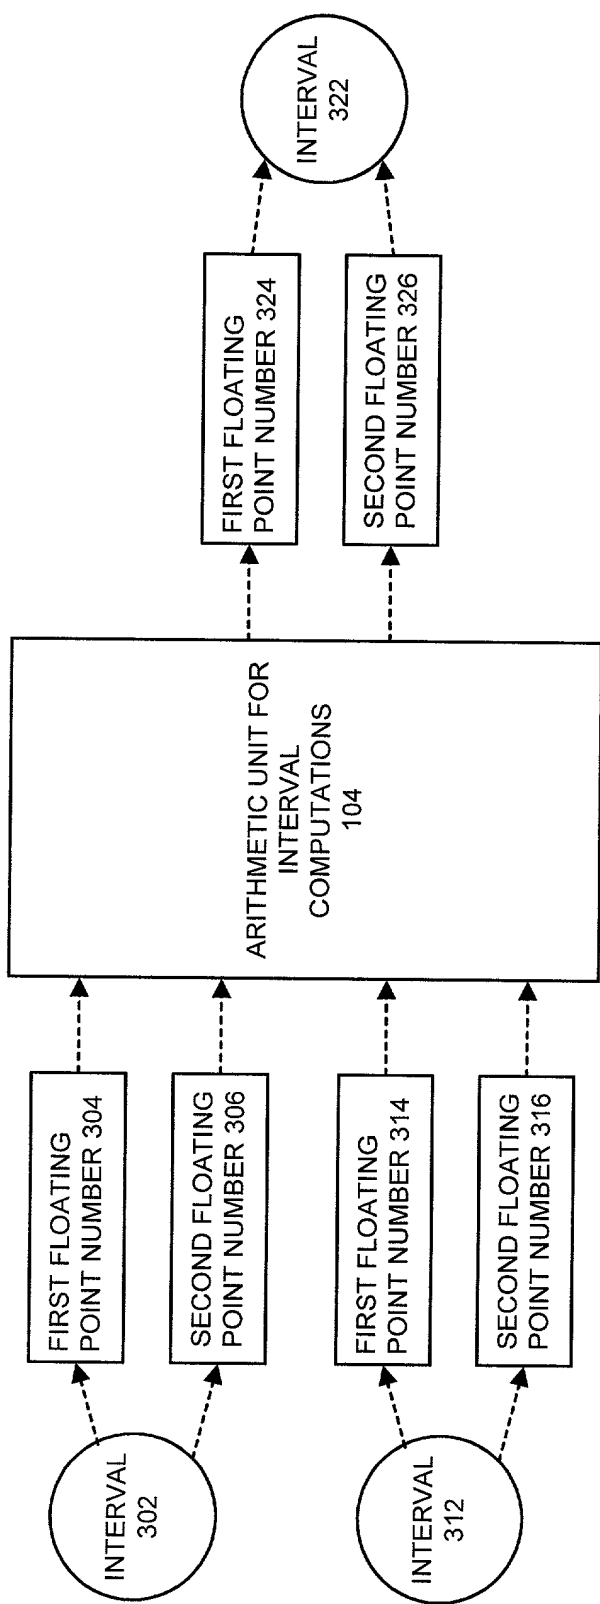 INTERVAL
302
FIRST FLOATING
POINT NUMBER 304
SECOND FLOATING
POINT NUMBER 306
INTERVAL
312
FIRST FLOATING
POINT NUMBER 314
SECOND FLOATING
POINT NUMBER 316
ARITHMETIC UNIT FOR
INTERVAL
COMPUTATIONS
104
FIRST FLOATING
POINT NUMBER 324
SECOND FLOATING
POINT NUMBER 326
INTERVAL
322